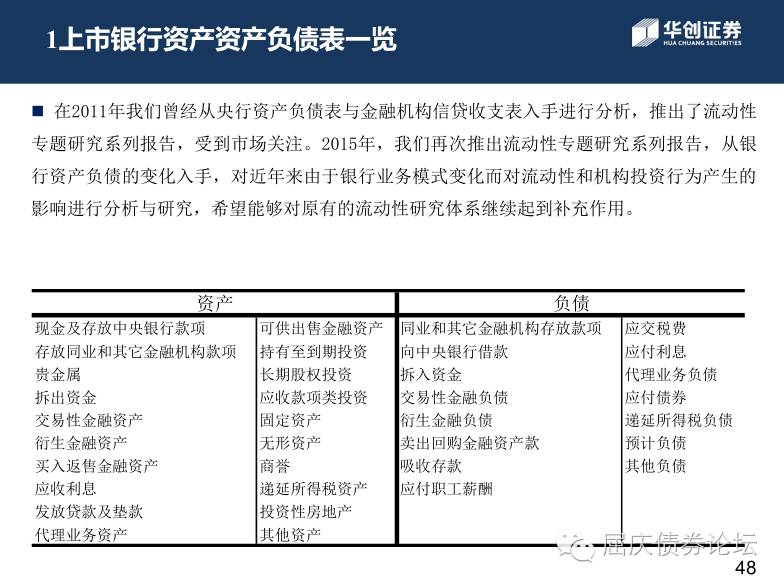 1上市银行资产资产负债表一览
华创证券
HUA CHUANG SECURITIES
■ 在2011年我们曾经从央行资产负债表与金融机构信贷收支表入手进行分析，推出了流动性
专题研究系列报告，受到市场关注。2015年，我们再次推出流动性专题研究系列报告，从银
行资产负债的变化入手，对近年来由于银行业务模式变化而对流动性和机构投资行为产生的
影响进行分析与研究，希望能够对原有的流动性研究体系继续起到补充作用。
资产 负债
现金及存放中央银行款项 可供出售金融资产 同业和其它金融机构存放款项 应交税费
存放同业和其它金融机构款项 持有至到期投资 向中央银行借款 应付利息
贵金属 长期股权投资 拆入资金 代理业务负债
拆出资金 应收款项类投资 交易性金融负债 应付债券
交易性金融资产 固定资产 衍生金融负债 递延所得税负债
衍生金融资产 无形资产 卖出回购金融资产款 预计负债
买入返售金融资产 商誉 吸收存款 其他负债
应收利息 递延所得税资产 应付职工薪酬
发放贷款及垫款 投资性房地产
代理业务资产 其他资产
屈庆债券论坛
48